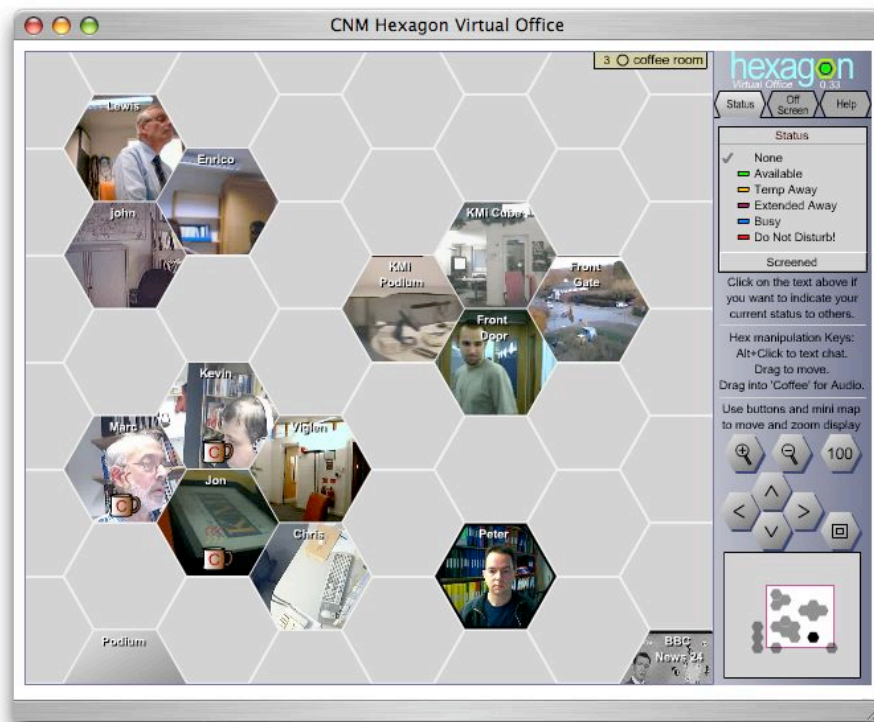 CNM Hexagon Virtual Office
3 coffee room
hexagon
Virtual Office 0.33
Status
Off
Screen
Help
Status
None
Available
Temp Away
Extended Away
Busy
Do Not Disturb!
Screened
Click on the text above if
you want to indicate your
current status to others.
Hex manipulation Keys:
Alt+Click to text chat.
Drag to move.
Drag into 'Coffee' for Audio.
Use buttons and mini map
to move and zoom display
100
<
^
>
v
Lewis
Enrico
john
KMi Cube
KMi
Podium
Front
Gate
Front
Door
Kevin
Marc
C
Viglen
C
Jon
C
Chris
Peter
Podium
BBC
News 24